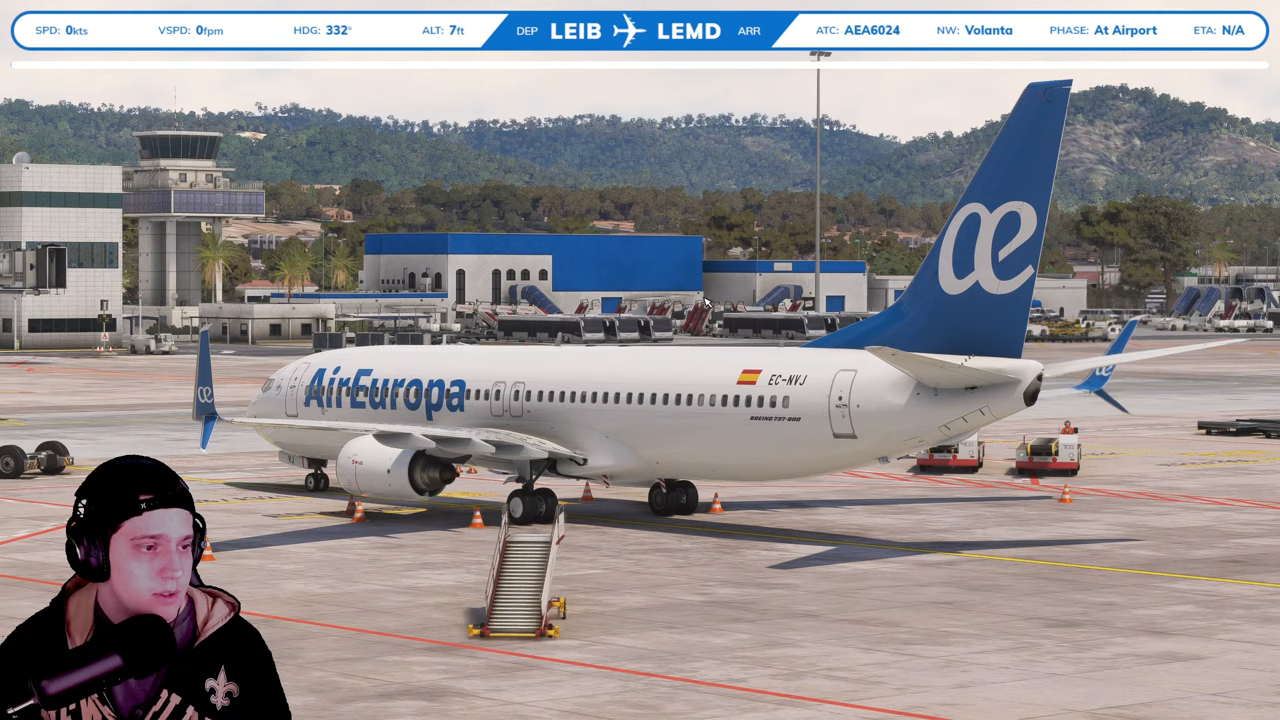 SPD: 0kts VSPD: 0fpm HDG: 332° ALT: 7ft DEP LEIB LEMD ARR ATC: AEA6024 NW: Volanta PHASE: At Airport ETA: N/A
æ
AirEuropa
EC-NVJ
BOEING 737-800
æ
æ